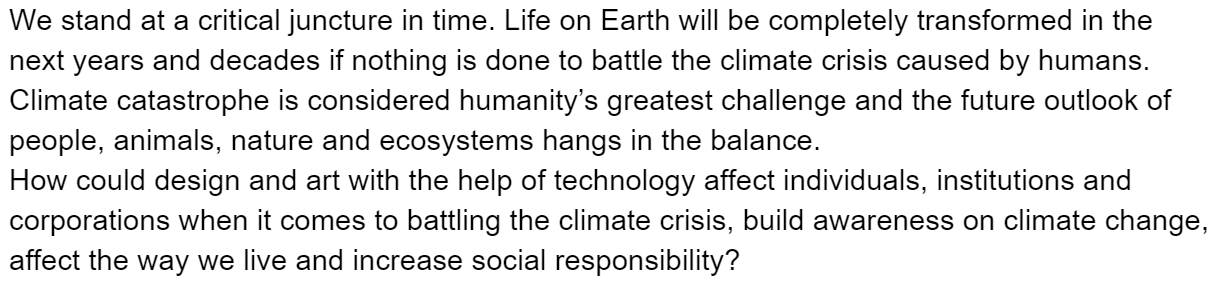 We stand at a critical juncture in time. Life on Earth will be completely transformed in the
next years and decades if nothing is done to battle the climate crisis caused by humans.
Climate catastrophe is considered humanity’s greatest challenge and the future outlook of
people, animals, nature and ecosystems hangs in the balance.
How could design and art with the help of technology affect individuals, institutions and
corporations when it comes to battling the climate crisis, build awareness on climate change,
affect the way we live and increase social responsibility?